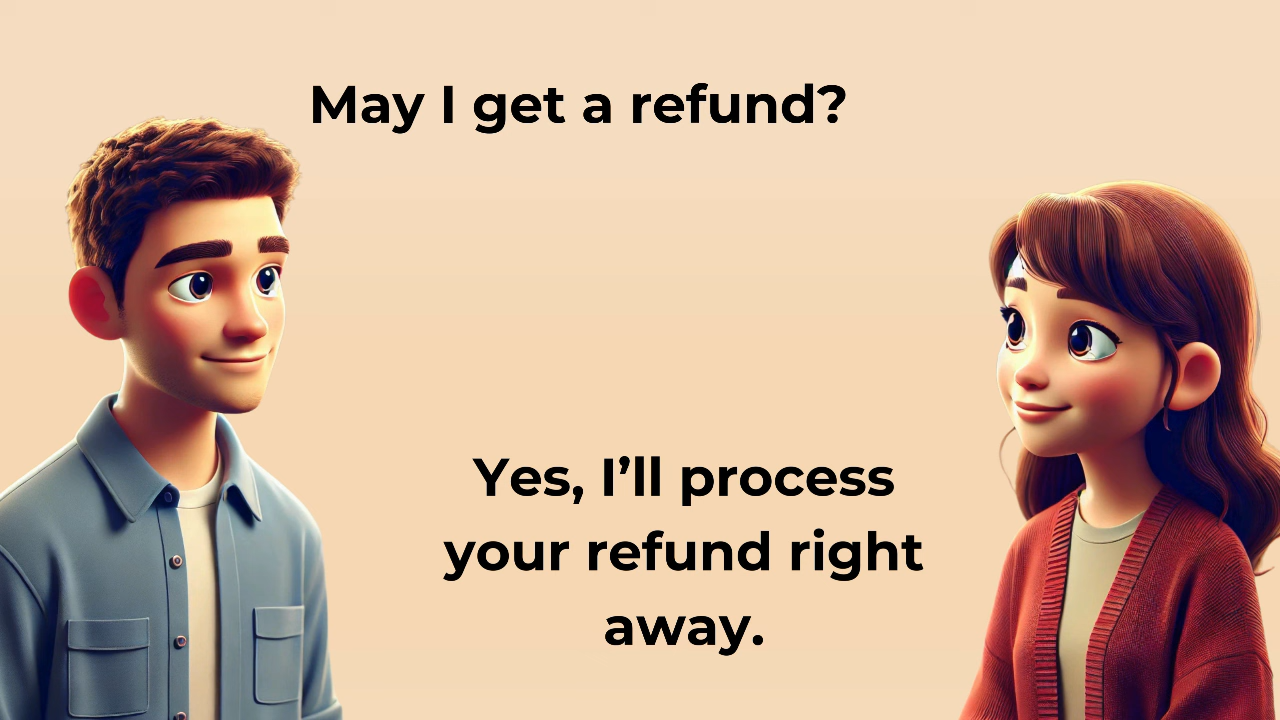 May I get a refund?
Yes, I’ll process
your refund right
away.